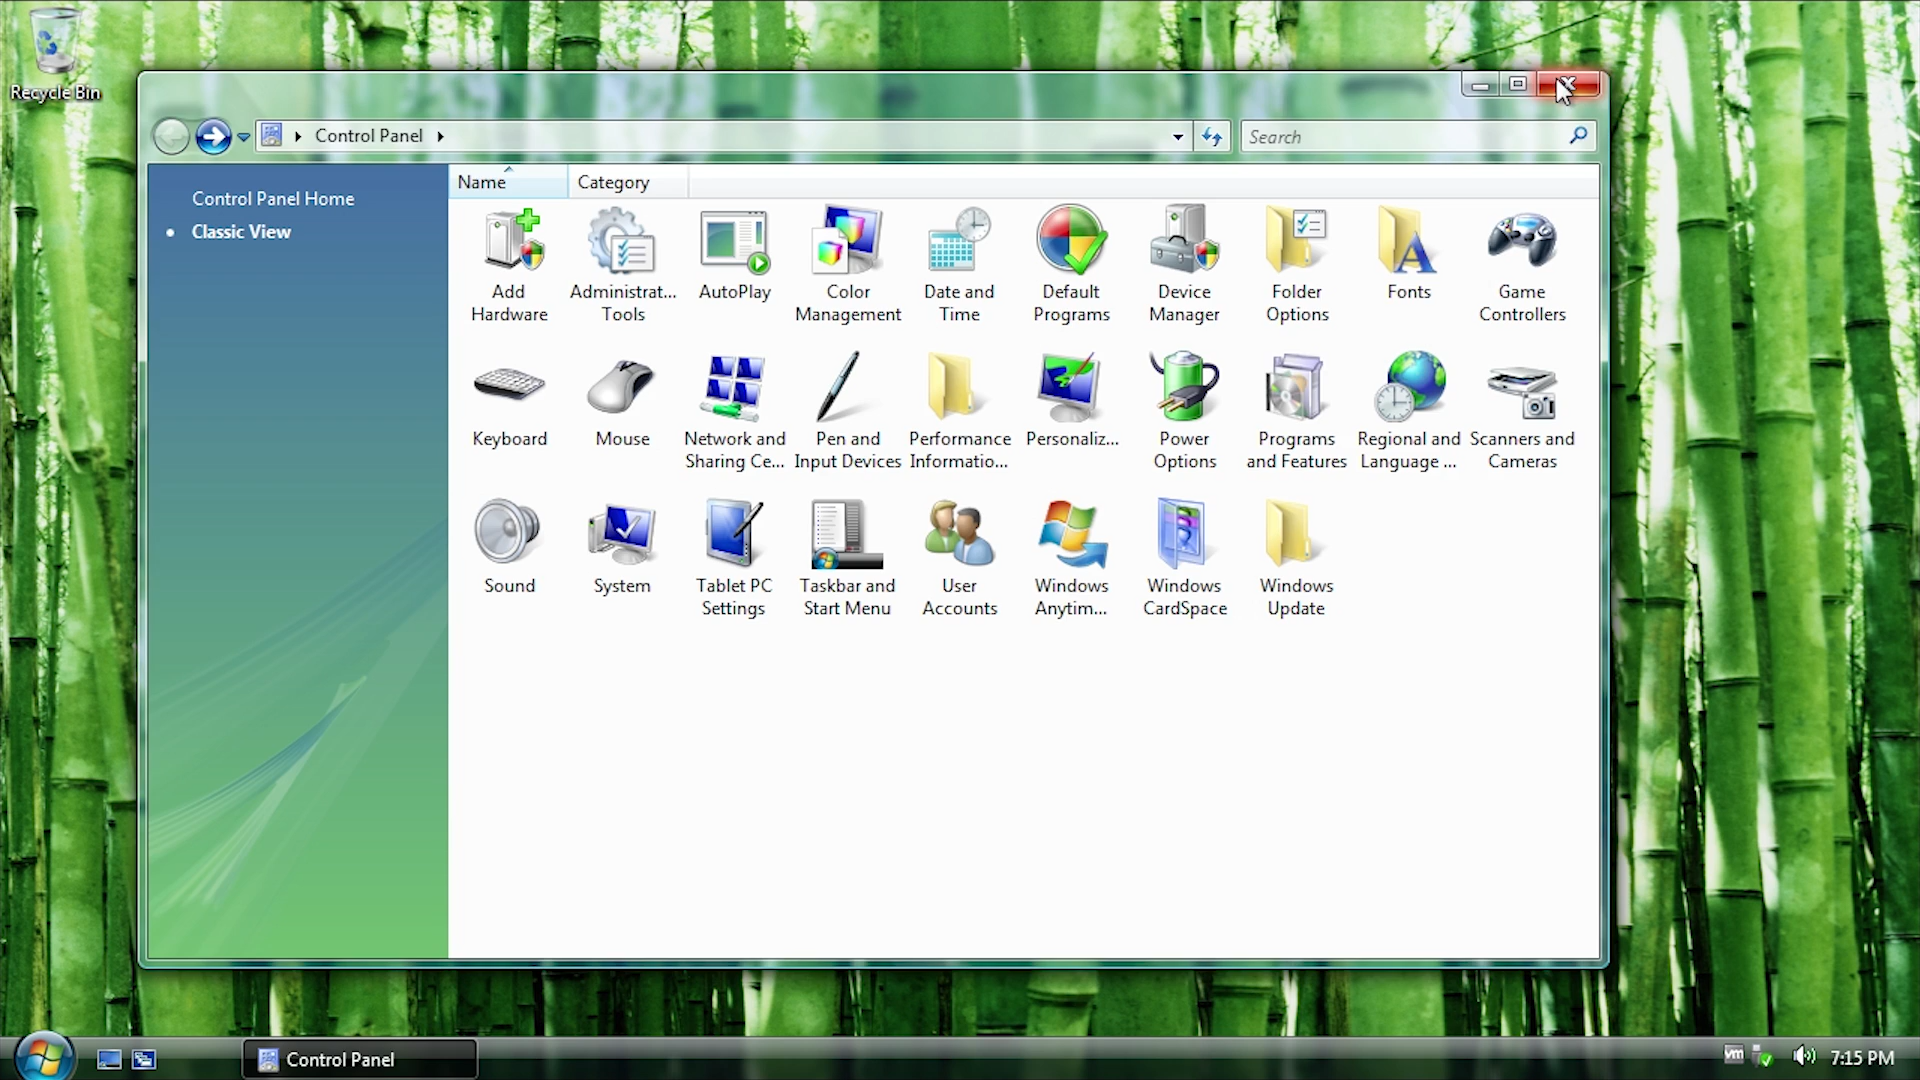 Recycle Bin
Control Panel
Search
Control Panel Home
Classic View
Name
Category
Add
Hardware
Administrat...
Tools
AutoPlay
Color
Management
Date and
Time
Default
Programs
Device
Manager
Folder
Options
Fonts
Game
Controllers
Keyboard
Mouse
Network and
Sharing Ce...
Pen and
Input Devices
Performance
Informatio...
Personaliz...
Power
Options
Programs
and Features
Regional and
Language ...
Scanners and
Cameras
Sound
System
Tablet PC
Settings
Taskbar and
Start Menu
User
Accounts
Windows
Anytim...
Windows
CardSpace
Windows
Update
Control Panel
vm
7:15 PM